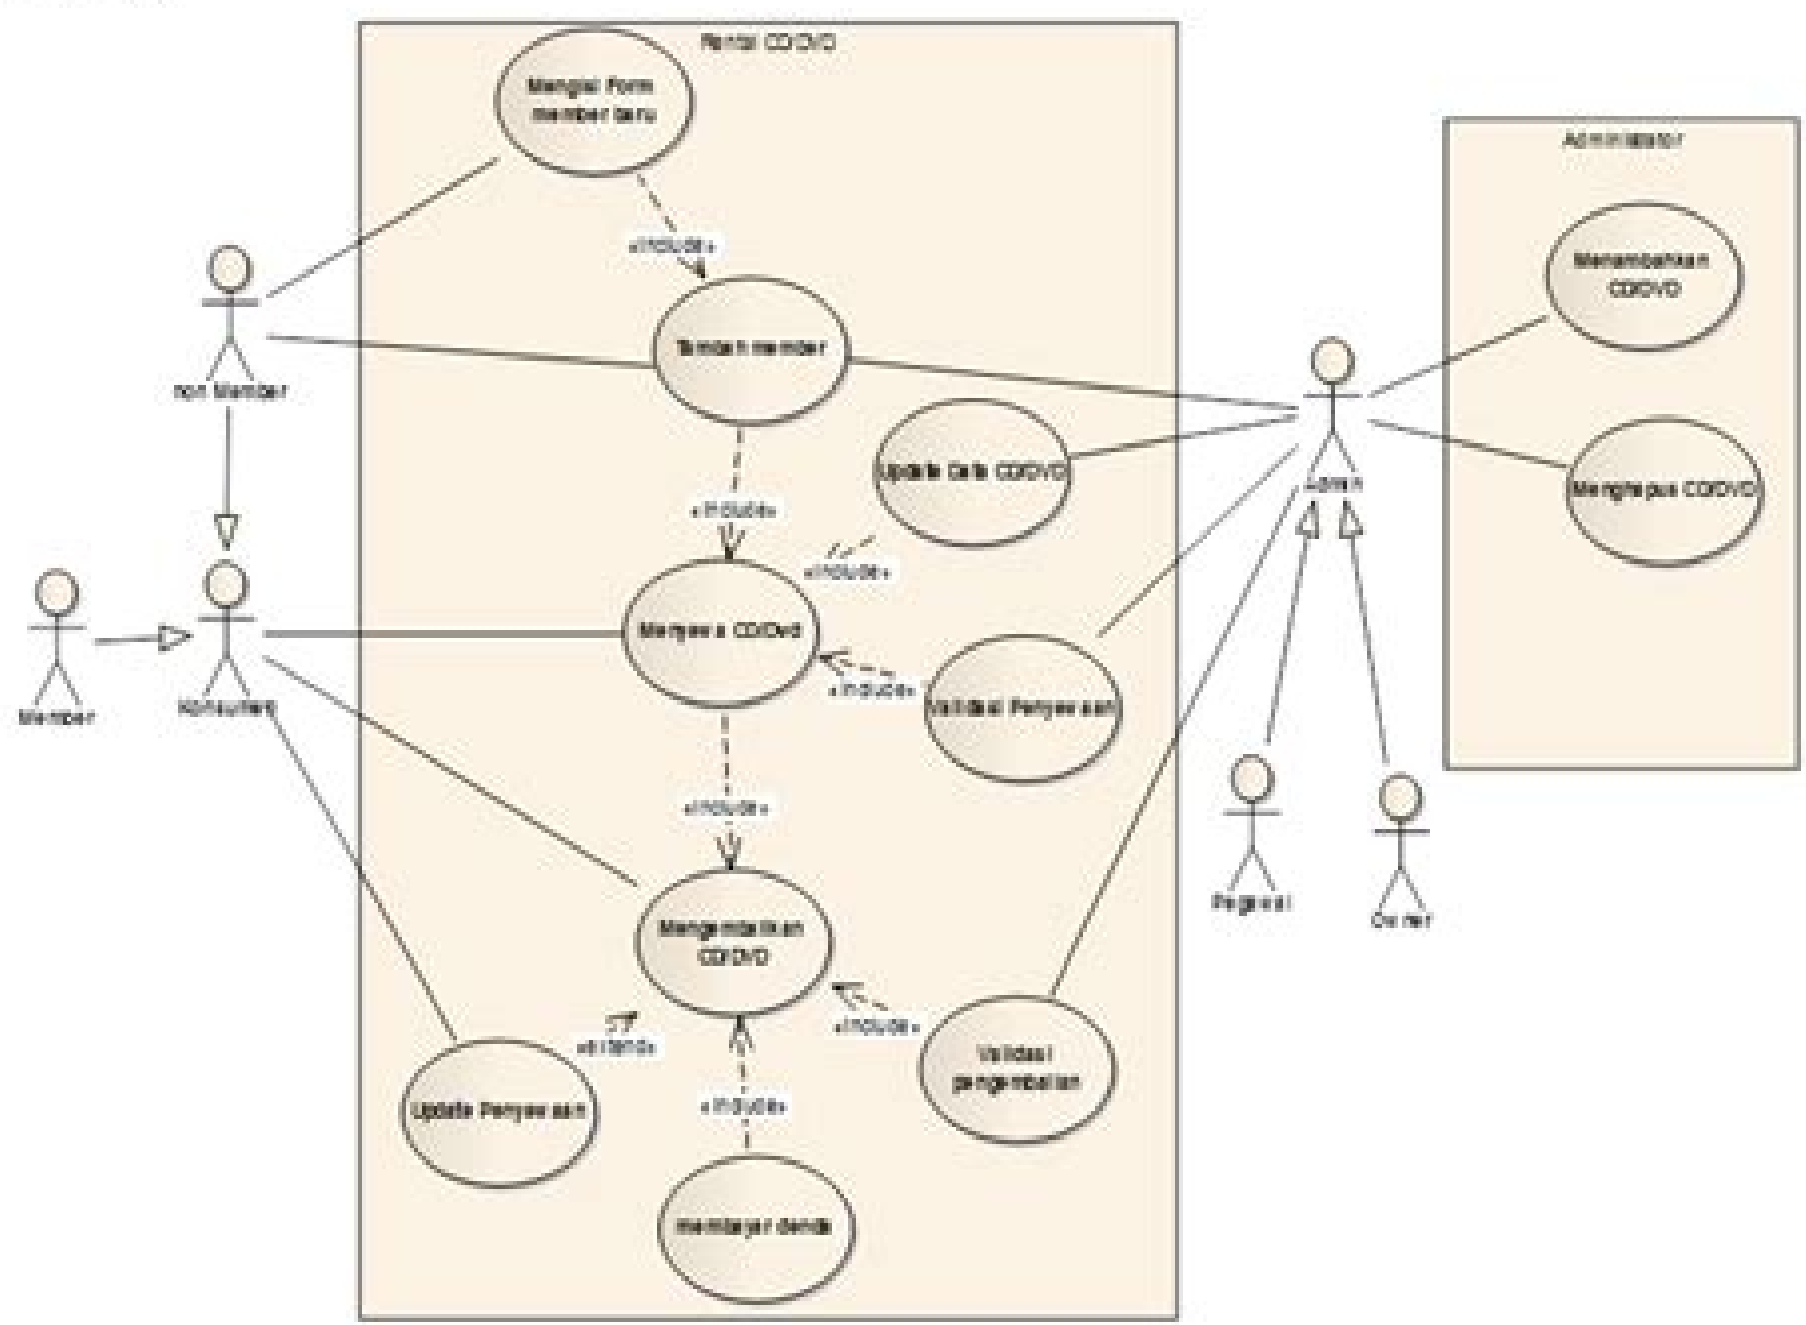 Rental CD/DVD
Mengisi Form
member baru
«include»
Administrator
Menambahkan
CD/DVD
non Member
Tambah member
Update Data CD/DVD
Admin
Menghapus CD/DVD
«include»
«include»
Menyewa CD/Dvd
«include»
Validasi Penyewaan
Member
Konsumen
«include»
Pegawai
Owner
Mengembalikan
CD/DVD
«include»
«extend»
Validasi
pengembalian
Update Penyewaan
«include»
membayar denda